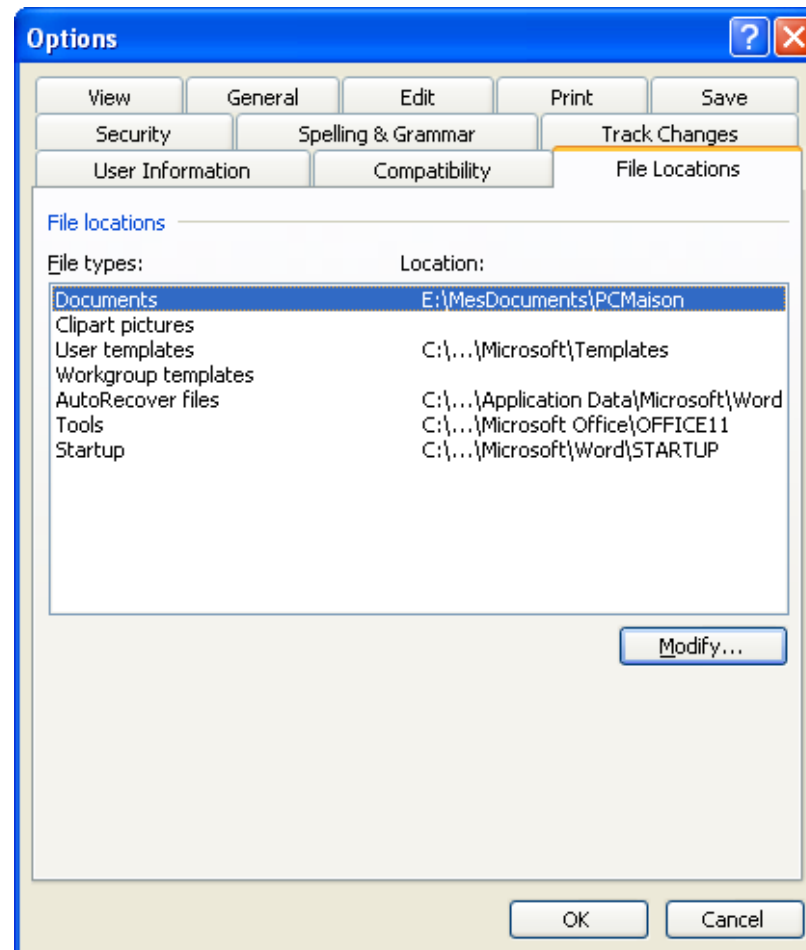 Options
View General Edit Print Save
Security Spelling & Grammar Track Changes
User Information Compatibility File Locations
File locations
File types: Location:
Documents E:\MesDocuments\PCMaison
Clipart pictures
User templates C:\...\Microsoft\Templates
Workgroup templates
AutoRecover files C:\...\Application Data\Microsoft\Word
Tools C:\...\Microsoft Office\OFFICE11
Startup C:\...\Microsoft\Word\STARTUP
Modify...
OK Cancel